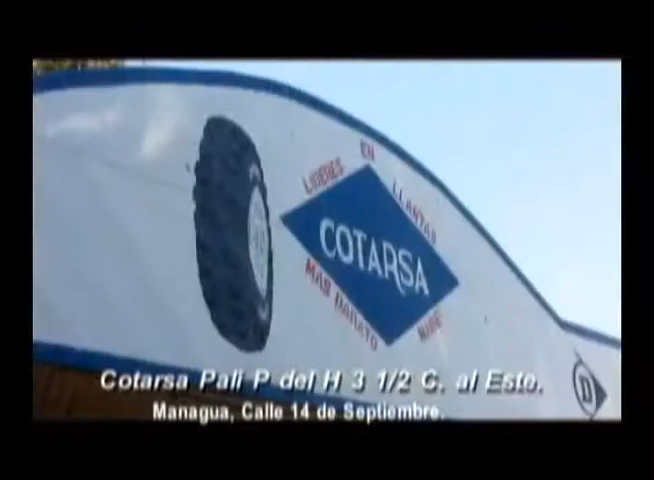 LIDERES EN LLANTAS
COTARSA
MAS BARATO NIRE
D
Cotarsa Pali P del H 3 1/2 C. al Este.
Managua, Calle 14 de Septiembre.